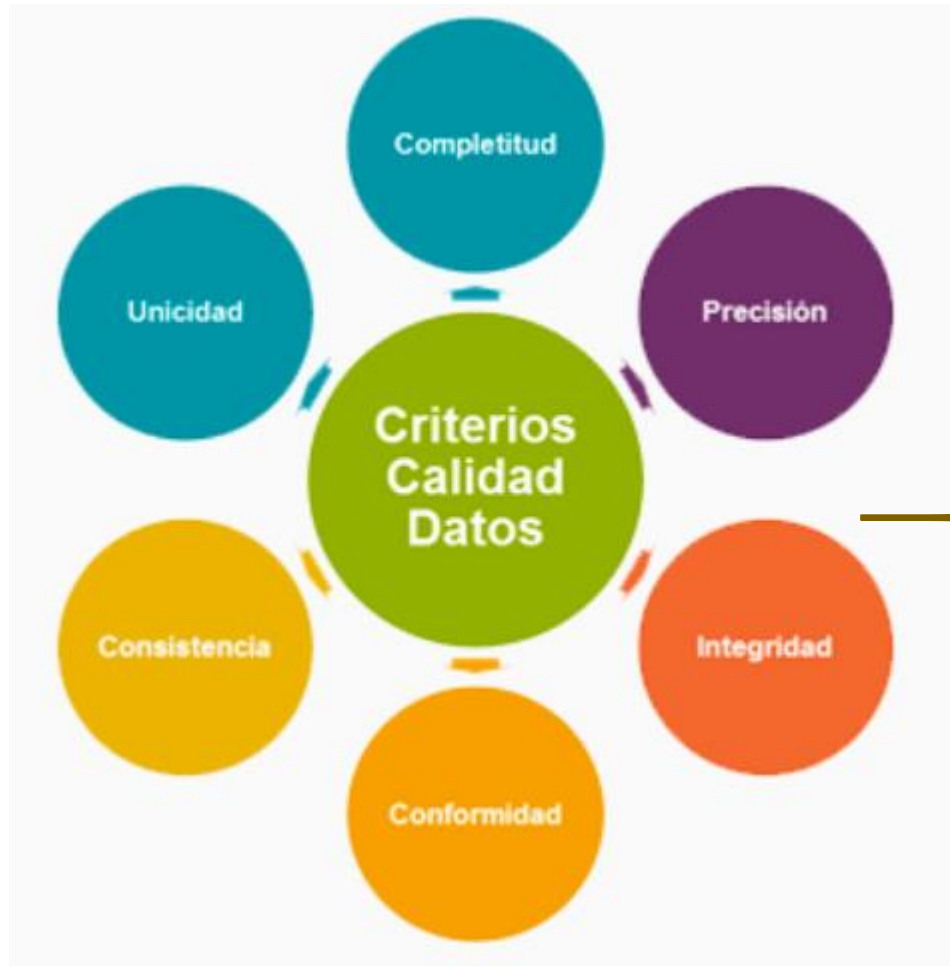 Completitud
Unicidad
Precisión
Criterios
Calidad
Datos
Consistencia
Integridad
Conformidad